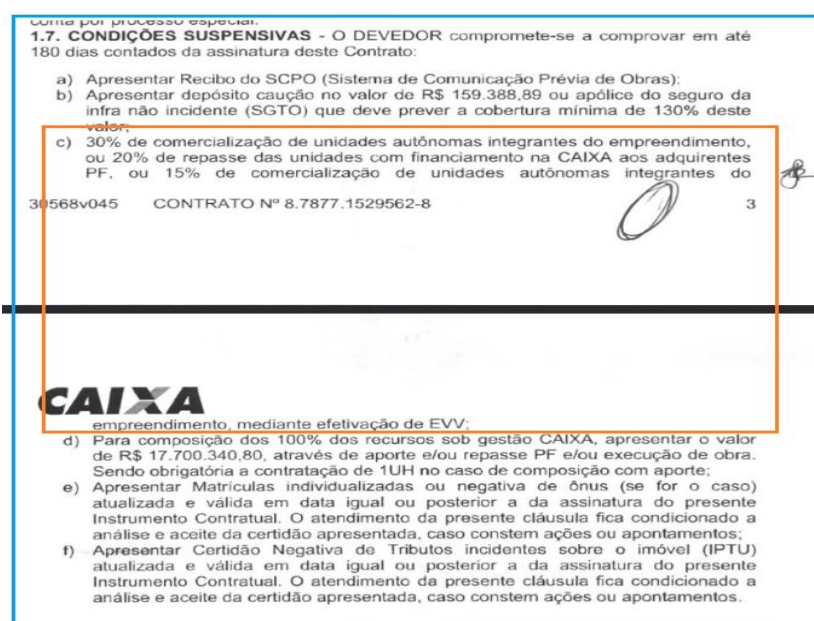 conta por processo especial.
1.7. CONDIÇÕES SUSPENSIVAS - O DEVEDOR compromete-se a comprovar em até
180 dias contados da assinatura deste Contrato:
a) Apresentar Recibo do SCPO (Sistema de Comunicação Prévia de Obras);
b) Apresentar depósito caução no valor de R$ 159.388,89 ou apólice do seguro da
infra não incidente (SGTO) que deve prever a cobertura mínima de 130% deste
valor;
c) 30% de comercialização de unidades autônomas integrantes do empreendimento,
ou 20% de repasse das unidades com financiamento na CAIXA aos adquirentes
PF, ou 15% de comercialização de unidades autônomas integrantes do
30568v045 CONTRATO Nº 8.7877.1529562-8 3
CAIXA
empreendimento, mediante efetivação de EVV;
d) Para composição dos 100% dos recursos sob gestão CAIXA, apresentar o valor
de R$ 17.700.340,80, através de aporte e/ou repasse PF e/ou execução de obra.
Sendo obrigatória a contratação de 1UH no caso de composição com aporte;
e) Apresentar Matrículas individualizadas ou negativa de ônus (se for o caso)
atualizada e válida em data igual ou posterior a da assinatura do presente
Instrumento Contratual. O atendimento da presente cláusula fica condicionado a
análise e aceite da certidão apresentada, caso constem ações ou apontamentos;
f) Apresentar Certidão Negativa de Tributos incidentes sobre o imóvel (IPTU)
atualizada e válida em data igual ou posterior a da assinatura do presente
Instrumento Contratual. O atendimento da presente cláusula fica condicionado a
análise e aceite da certidão apresentada, caso constem ações ou apontamentos.